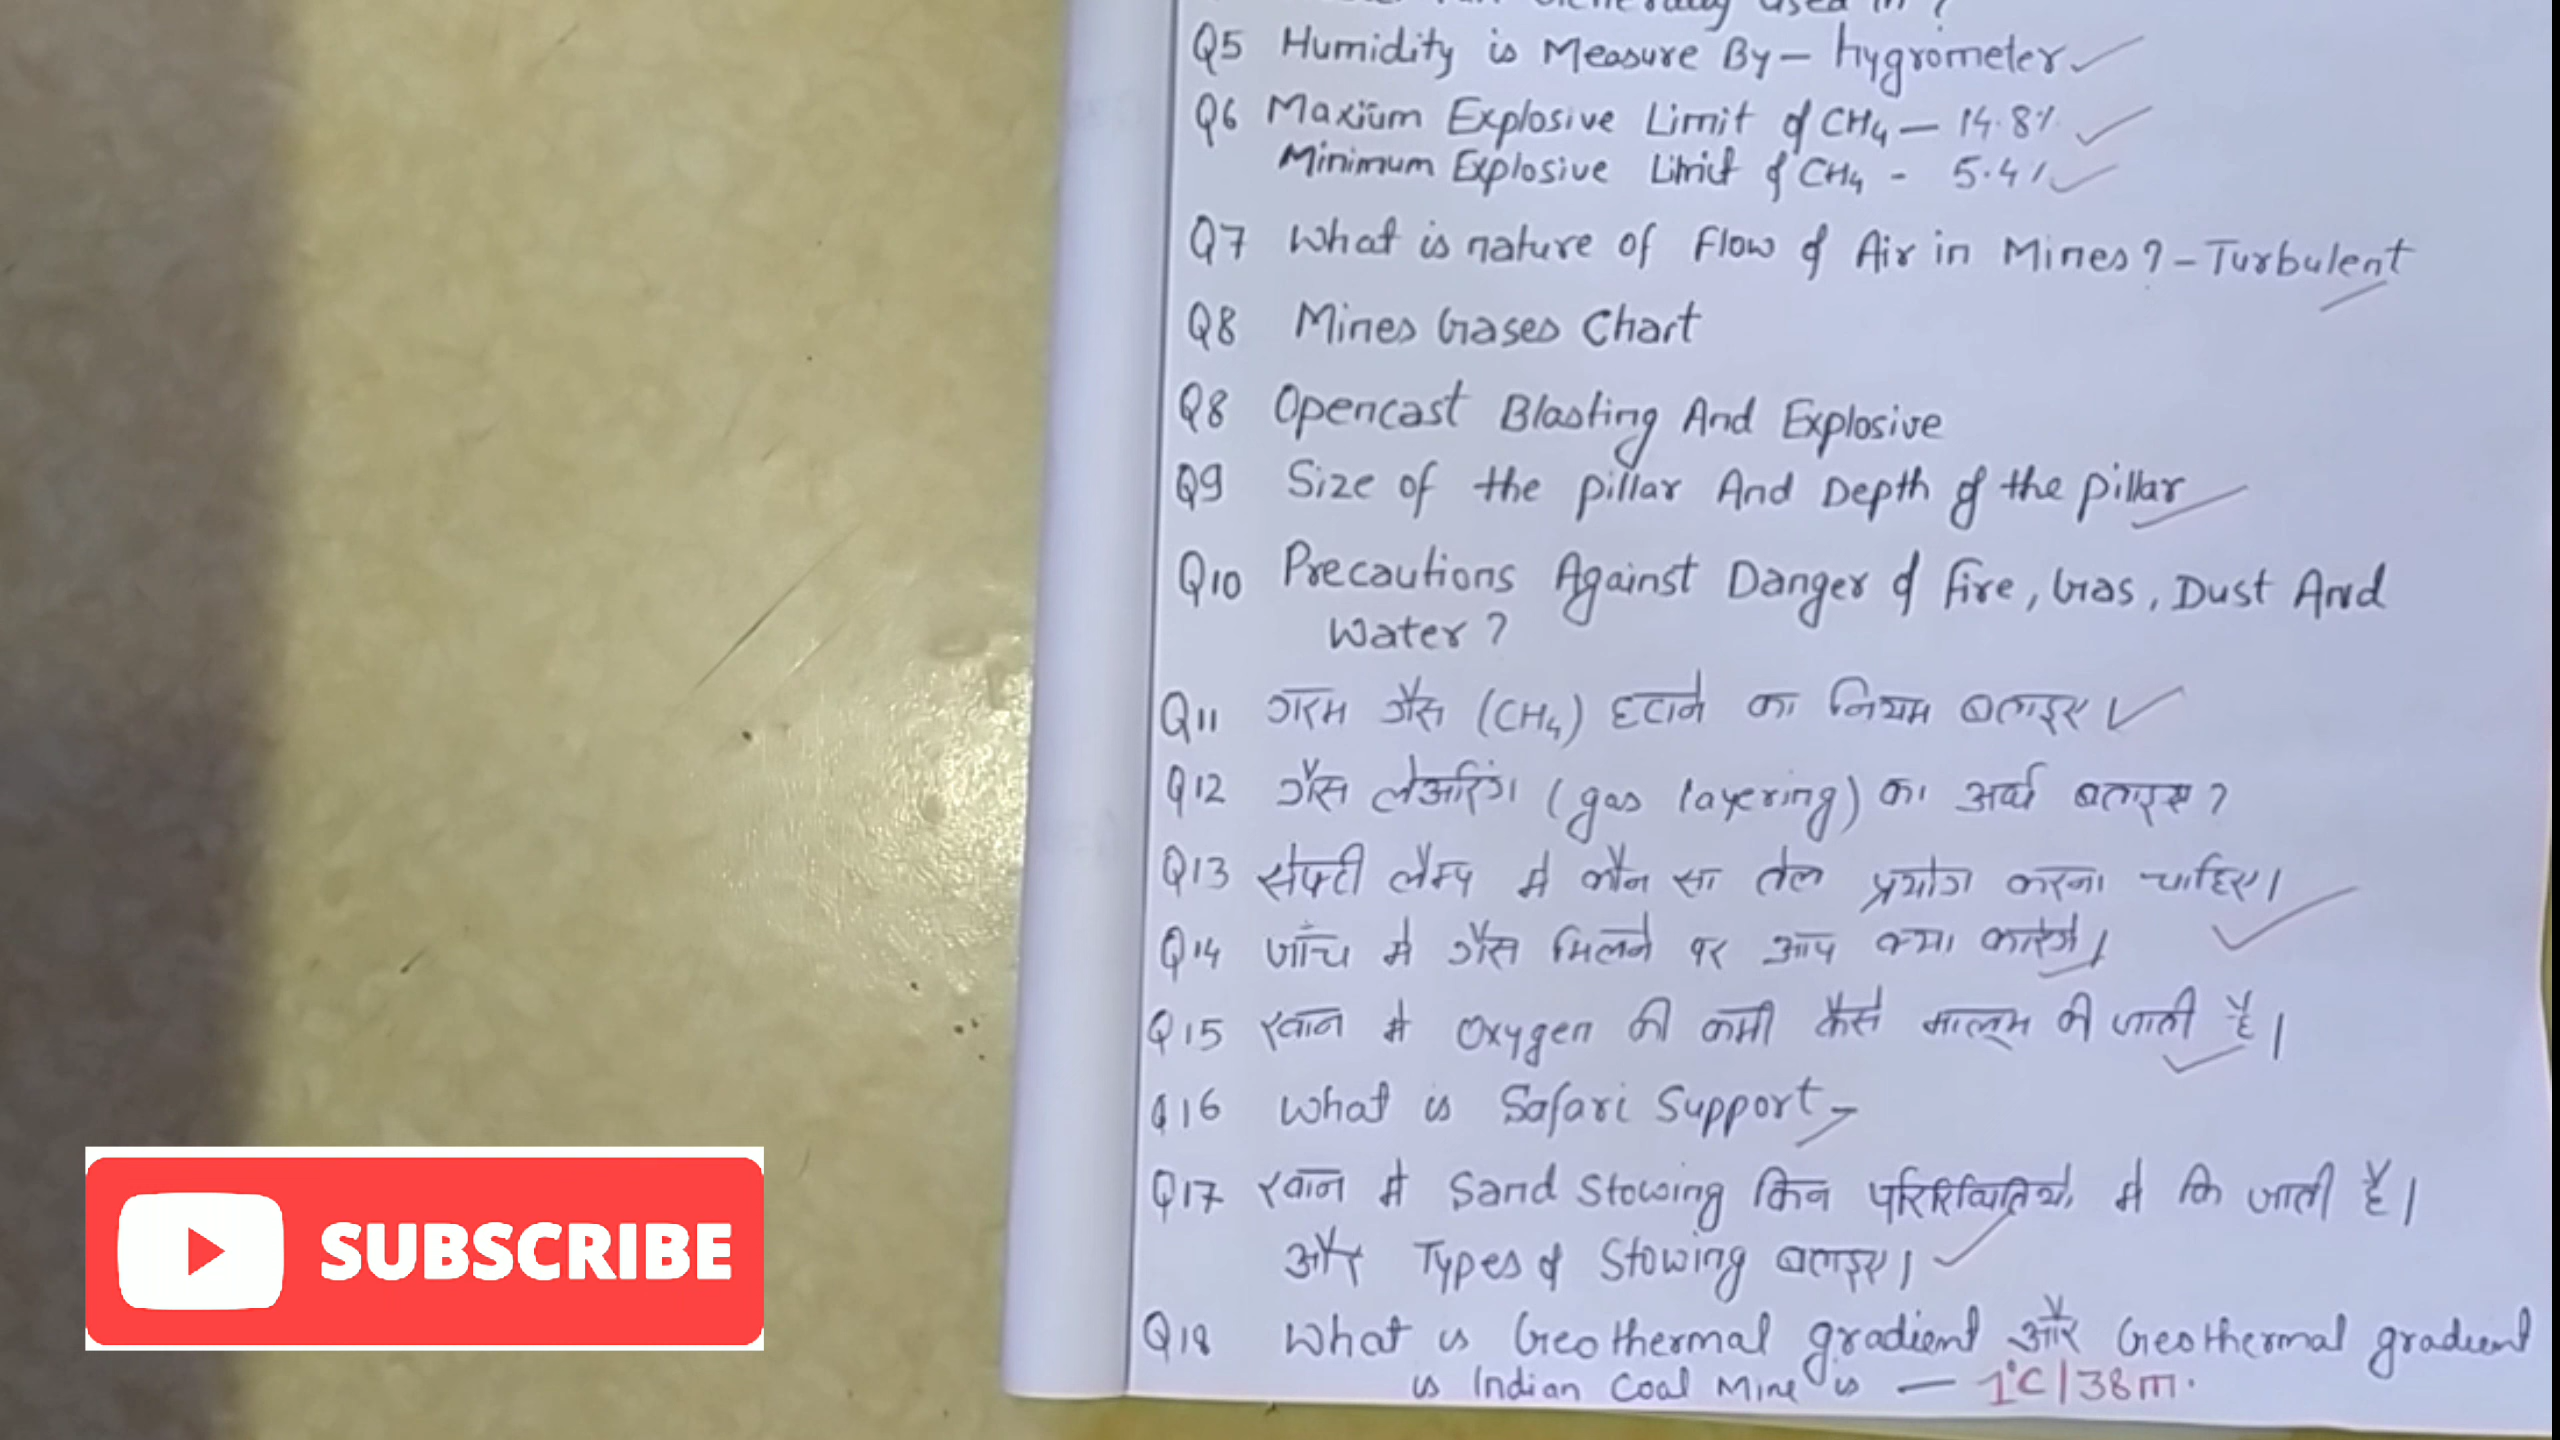 Generally used in ?
Q5 Humidity is Measure By - hygrometer
Q6 Maxium Explosive Limit of CH4 - 14.8%
Minimum Explosive Limit of CH4 - 5.4%
Q7 What is nature of Flow of Air in Mines? - Turbulent
Q8 Mines Gases Chart
Q8 Opencast Blasting And Explosive
Q9 Size of the pillar And Depth of the pillar
Q10 Precautions Against Danger of Fire, Gas, Dust And
Water ?
Q11 गरम गैस (CH4) हटाने का नियम बताइए
Q12 गैस लेअरिंग (gas layering) का अर्थ बताइए ?
Q13 सेफ्टी लैम्प मे कौन सा तेल प्रयोग करना चाहिए।
Q14 जाँच मे गैस मिलने पर आप क्या करेंगे।
Q15 खान मे Oxygen की कमी कैसे मालूम की जाती है।
Q16 What is Safari Support
Q17 खान मे Sand Stowing किन परिस्थितियो मे कि जाती है।
और Types of Stowing बताइए।
Q18 What is Geothermal gradient और Geothermal gradient
is Indian Coal Mine is - 1°C/38m.
SUBSCRIBE